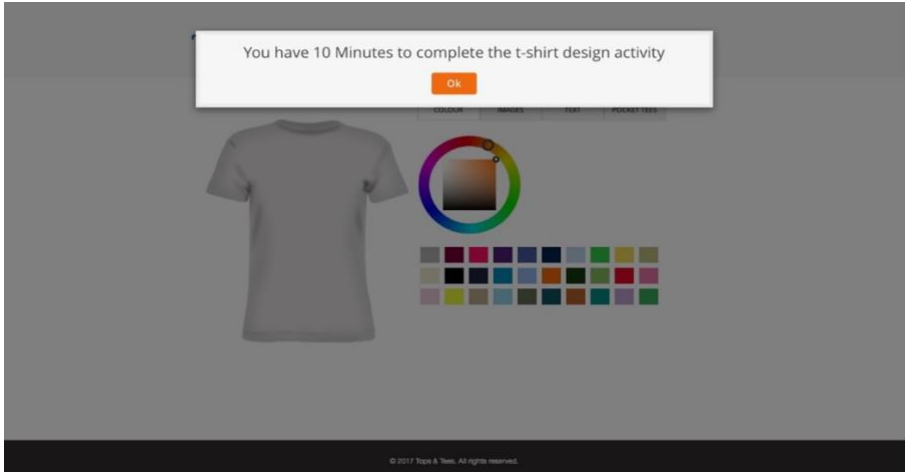 You have 10 Minutes to complete the t-shirt design activity
Ok
COLOUR IMAGES TEXT POCKET TEES
© 2017 Tops & Tees. All rights reserved.